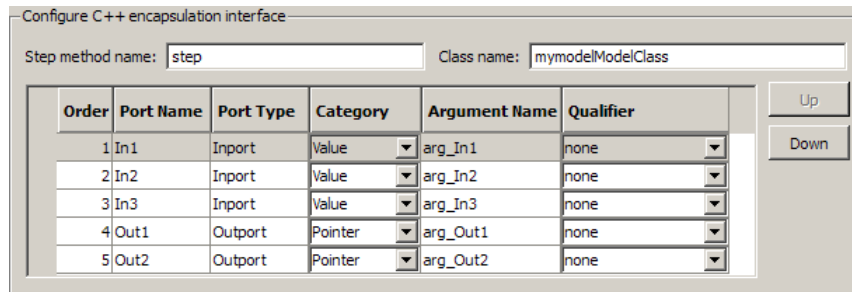 Configure C++ encapsulation interface
Step method name: step Class name: mymodelModelClass
Order Port Name Port Type Category Argument Name Qualifier Up
1 In1 Inport Value arg_In1 none Down
2 In2 Inport Value arg_In2 none
3 In3 Inport Value arg_In3 none
4 Out1 Outport Pointer arg_Out1 none
5 Out2 Outport Pointer arg_Out2 none